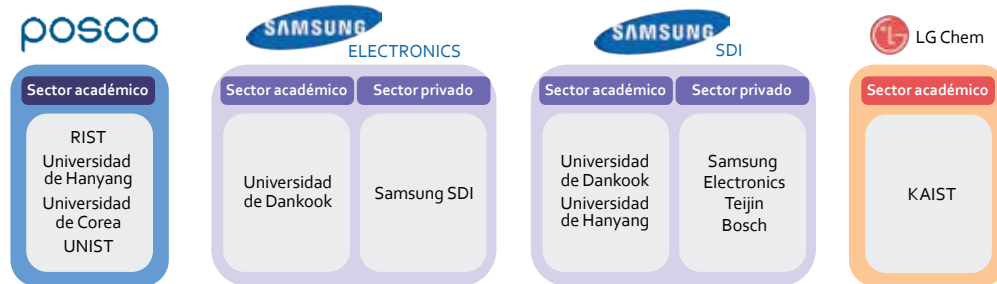 posco
SAMSUNG
ELECTRONICS
SAMSUNG
SDI
LG
LG Chem
Sector académico
RIST
Universidad
de Hanyang
Universidad
de Corea
UNIST
Sector académico
Sector privado
Universidad
de Dankook
Samsung SDI
Sector académico
Sector privado
Universidad
de Dankook
Universidad
de Hanyang
Samsung
Electronics
Teijin
Bosch
Sector académico
KAIST